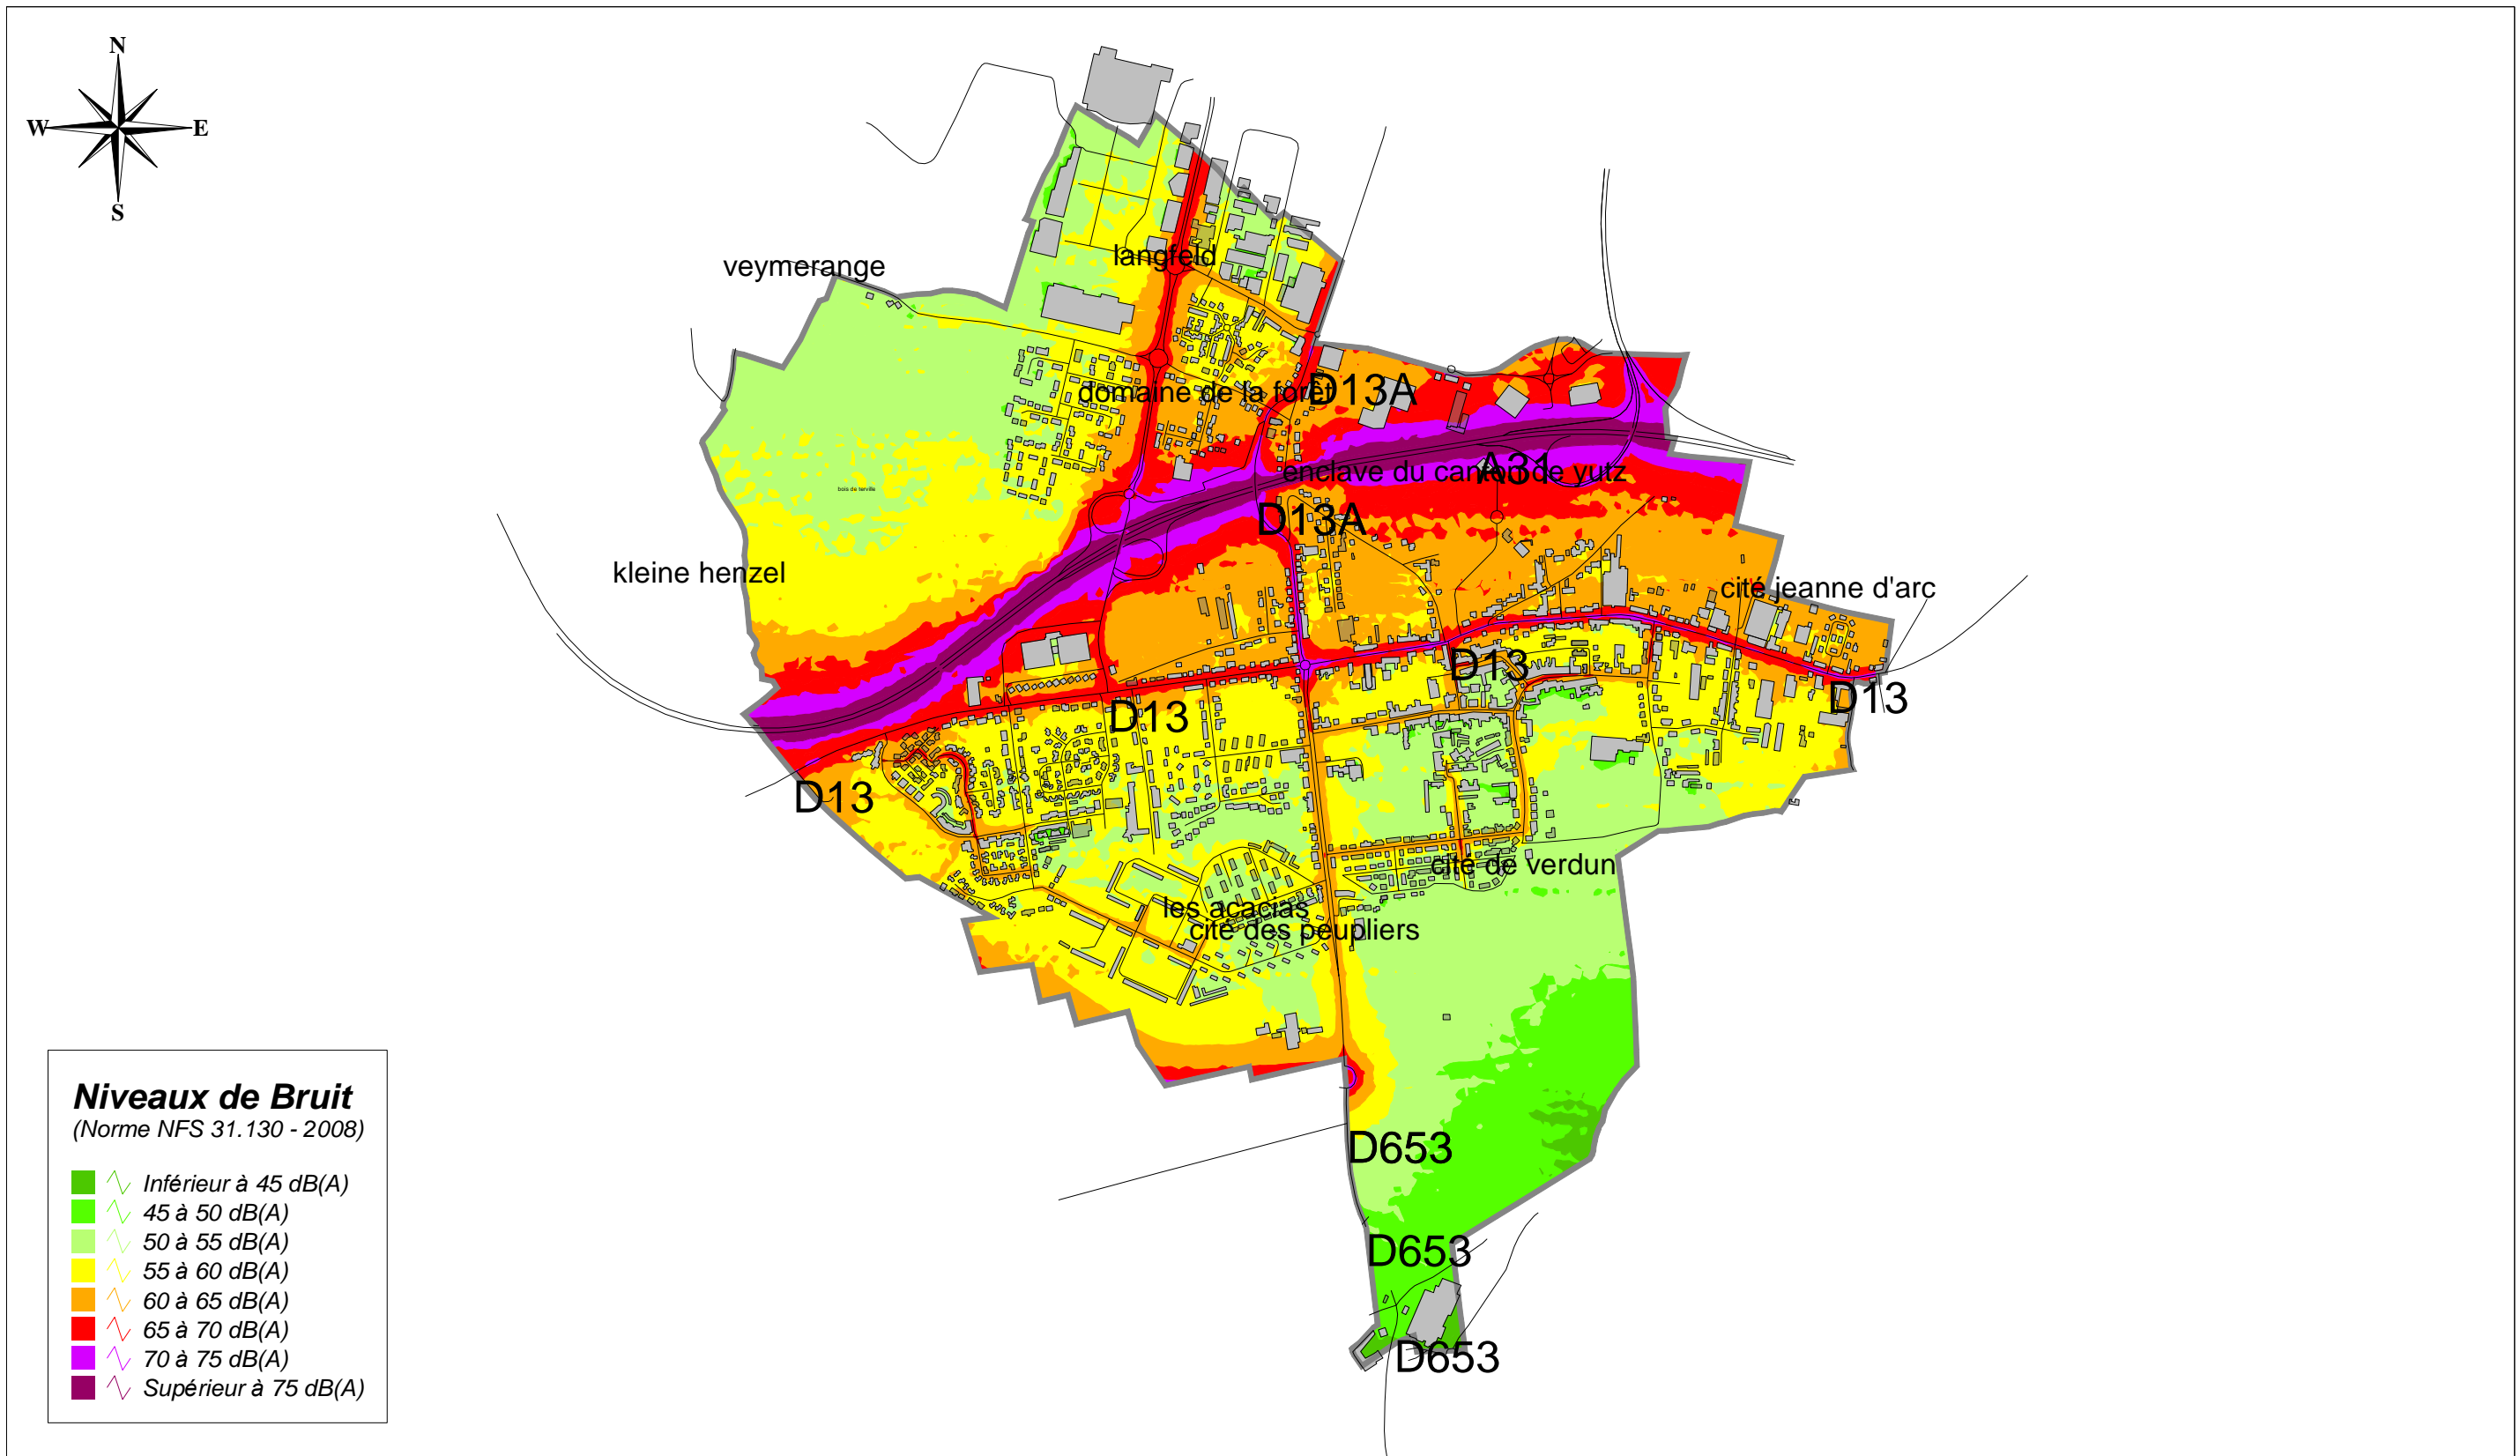 N
W
E
S
veymerange
langfeld
domaine de la forêt
D13A
enclave du canton de yutz
A31
bois de terville
D13A
kleine henzel
cité jeanne d'arc
D13
D13
D13
D13
cité de verdun
les acacias
cité des peupliers
D653
D653
D653
Niveaux de Bruit
(Norme NFS 31.130 - 2008)
Inférieur à 45 dB(A)
45 à 50 dB(A)
50 à 55 dB(A)
55 à 60 dB(A)
60 à 65 dB(A)
65 à 70 dB(A)
70 à 75 dB(A)
Supérieur à 75 dB(A)